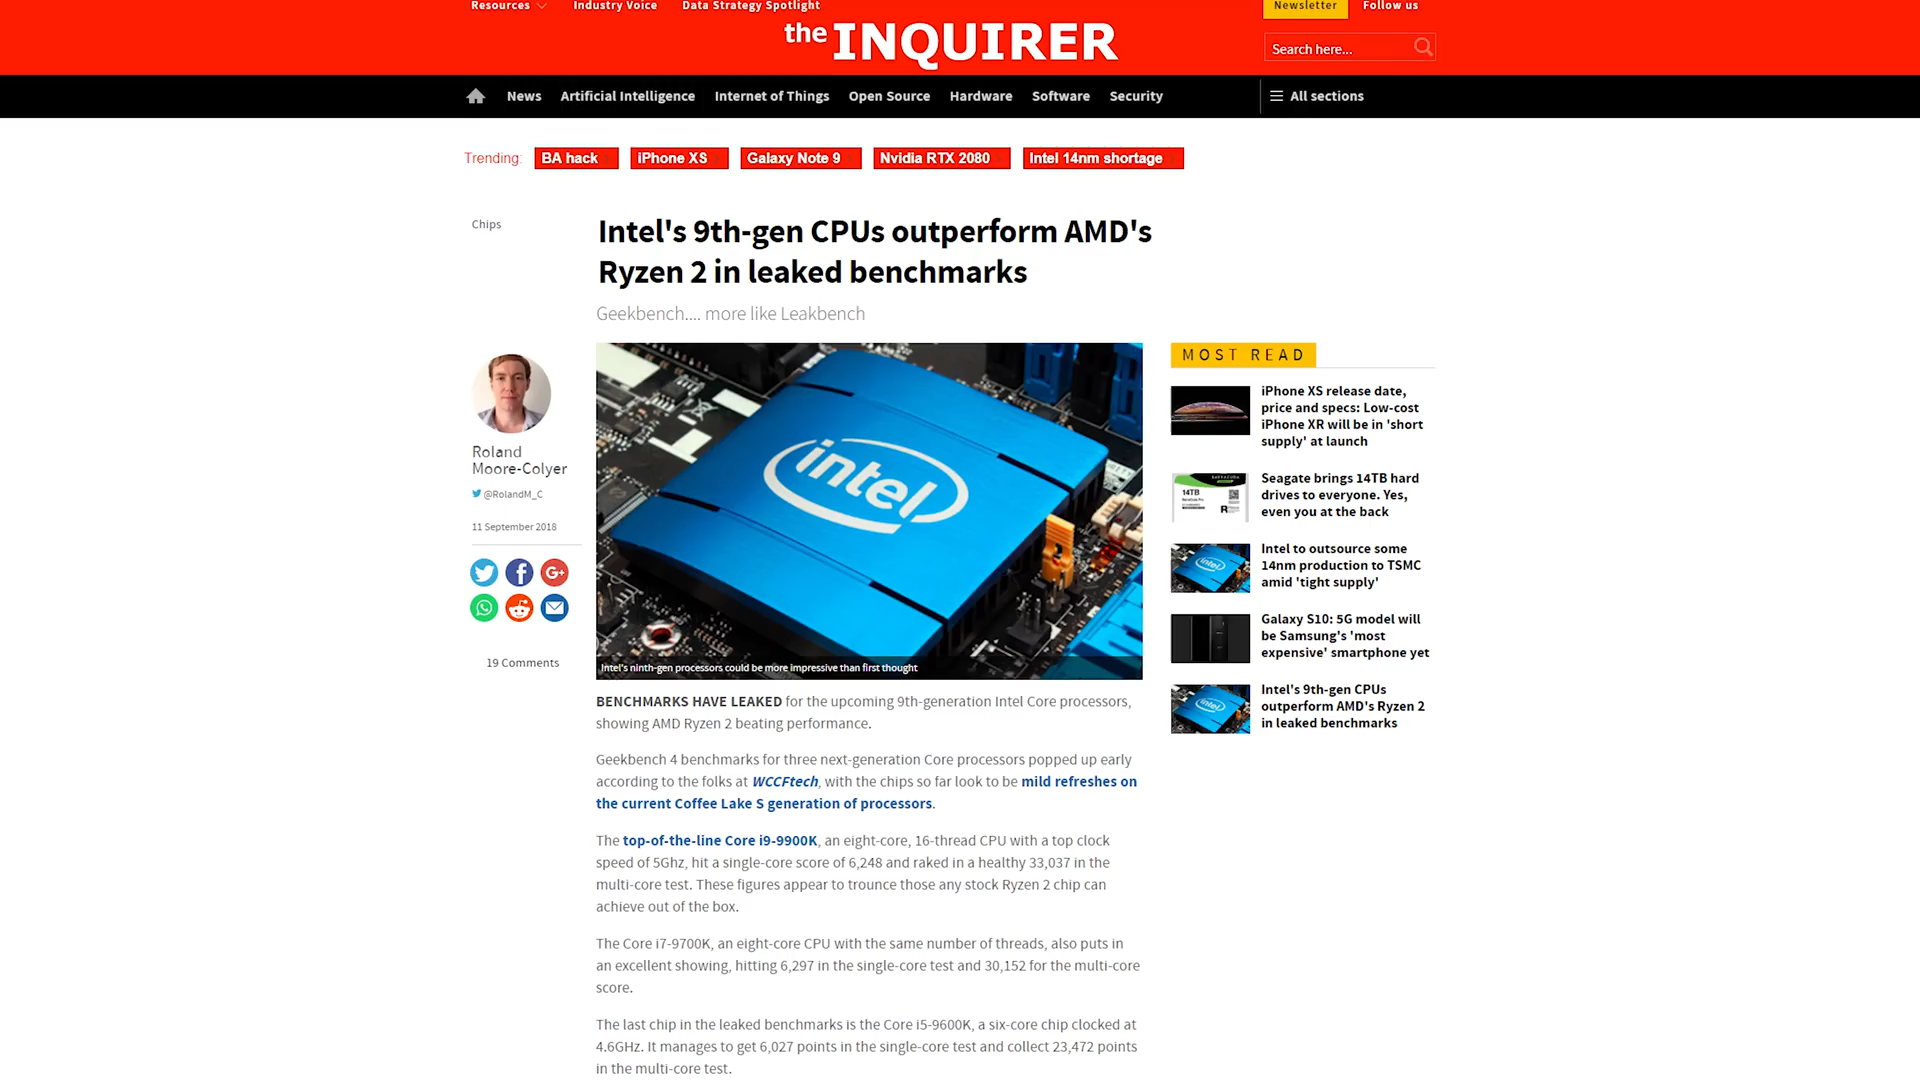 Resources
Industry Voice
Data Strategy Spotlight
Newsletter
Follow us
the INQUIRER
Search here...
News
Artificial Intelligence
Internet of Things
Open Source
Hardware
Software
Security
All sections
Trending:
BA hack
iPhone XS
Galaxy Note 9
Nvidia RTX 2080
Intel 14nm shortage
Chips
Intel's 9th-gen CPUs outperform AMD's
Ryzen 2 in leaked benchmarks
Geekbench.... more like Leakbench
Roland
Moore-Colyer
@RolandM_C
11 September 2018
19 Comments
intel
Intel's ninth-gen processors could be more impressive than first thought
BENCHMARKS HAVE LEAKED for the upcoming 9th-generation Intel Core processors,
showing AMD Ryzen 2 beating performance.
Geekbench 4 benchmarks for three next-generation Core processors popped up early
according to the folks at WCCFtech, with the chips so far look to be mild refreshes on
the current Coffee Lake S generation of processors.
The top-of-the-line Core i9-9900K, an eight-core, 16-thread CPU with a top clock
speed of 5Ghz, hit a single-core score of 6,248 and raked in a healthy 33,037 in the
multi-core test. These figures appear to trounce those any stock Ryzen 2 chip can
achieve out of the box.
The Core i7-9700K, an eight-core CPU with the same number of threads, also puts in
an excellent showing, hitting 6,297 in the single-core test and 30,152 for the multi-core
score.
The last chip in the leaked benchmarks is the Core i5-9600K, a six-core chip clocked at
4.6GHz. It manages to get 6,027 points in the single-core test and collect 23,472 points
in the multi-core test.
MOST READ
iPhone XS release date,
price and specs: Low-cost
iPhone XR will be in 'short
supply' at launch
14TB
Seagate brings 14TB hard
drives to everyone. Yes,
even you at the back
intel
Intel to outsource some
14nm production to TSMC
amid 'tight supply'
Galaxy S10: 5G model will
be Samsung's 'most
expensive' smartphone yet
intel
Intel's 9th-gen CPUs
outperform AMD's Ryzen 2
in leaked benchmarks